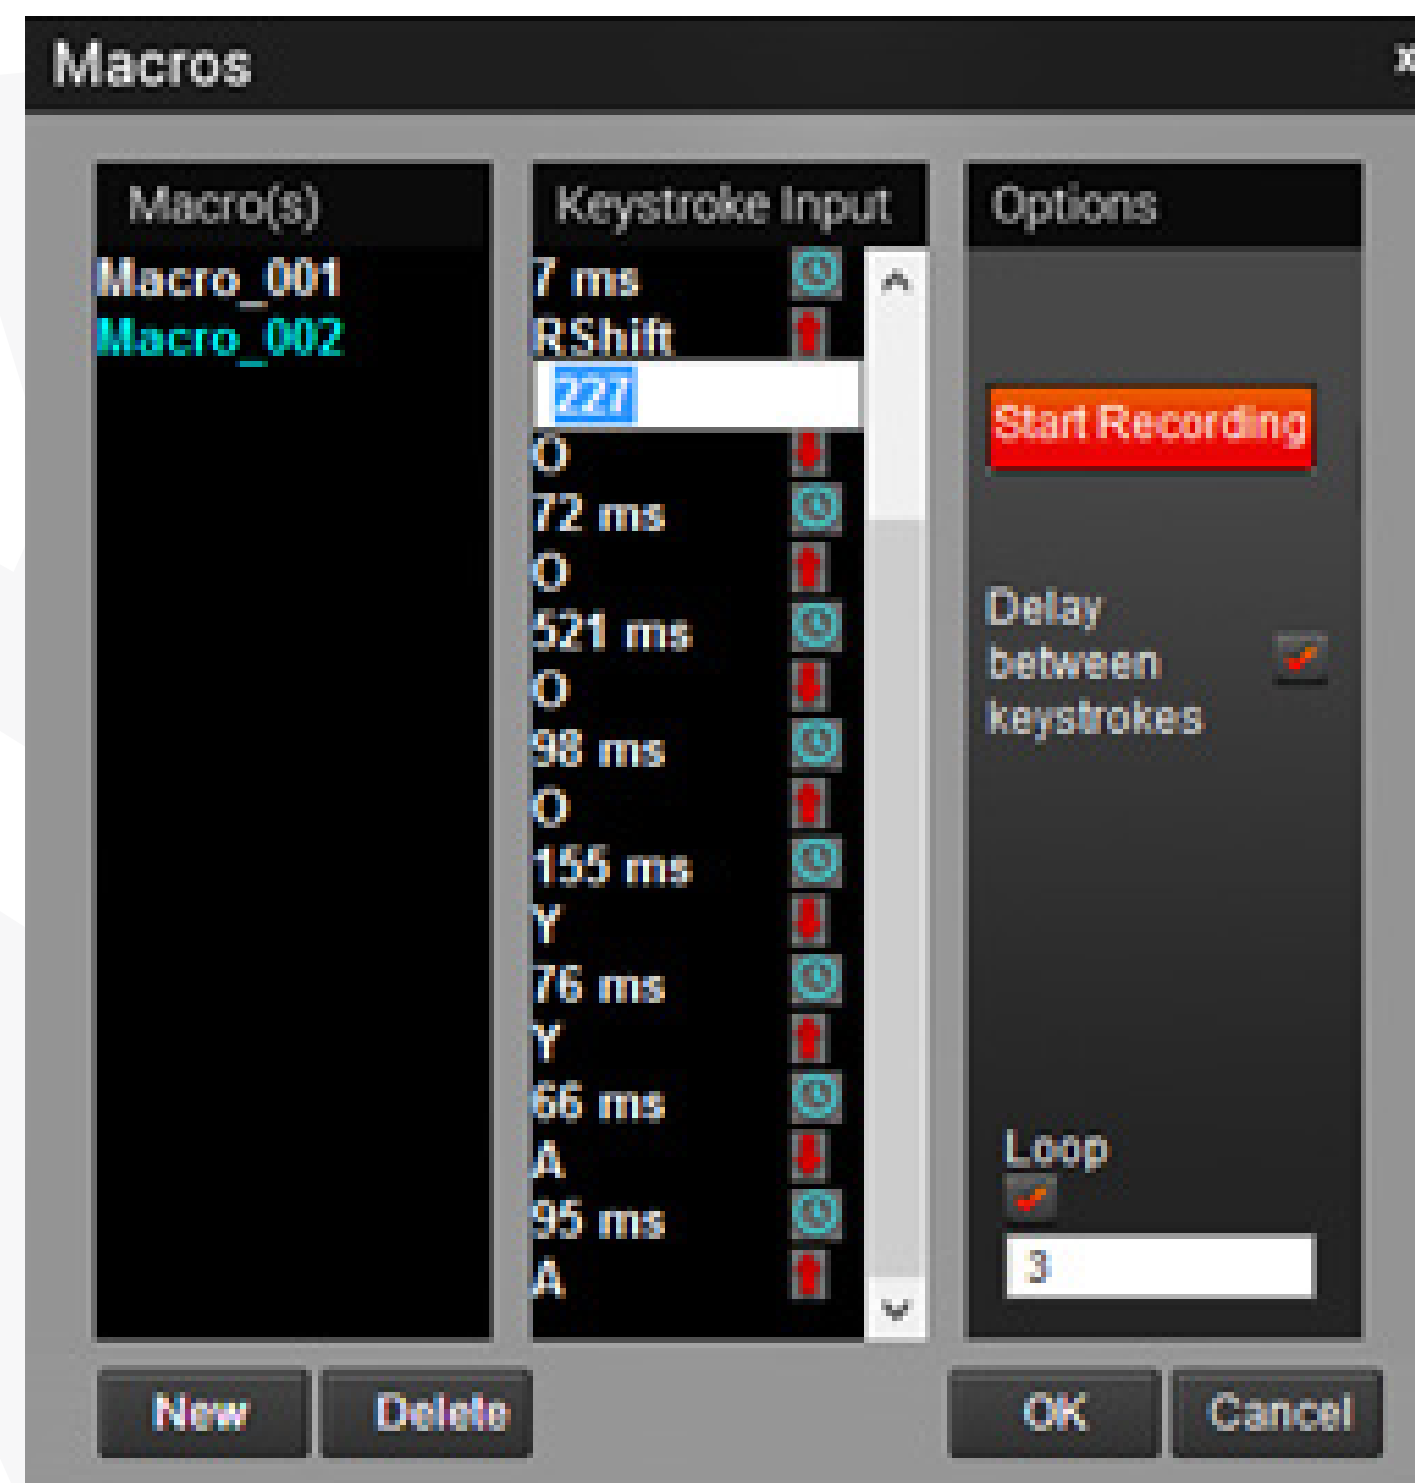 Macros
x
Macro(s)
Macro_001
Macro_002
Keystroke Input
7 ms
RShift
227
O
72 ms
O
521 ms
O
98 ms
O
155 ms
Y
76 ms
Y
66 ms
A
95 ms
A
Options
Start Recording
Delay
between
keystrokes
Loop
3
New
Delete
OK
Cancel